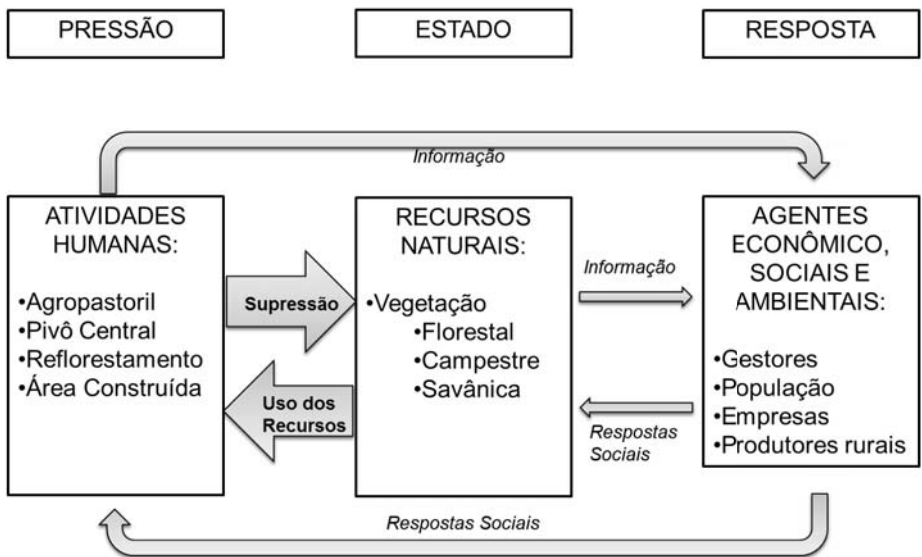 PRESSÃO
ESTADO
RESPOSTA
Informação
ATIVIDADES
HUMANAS:
•Agropastoril
•Pivô Central
•Reflorestamento
•Área Construída
Supressão
Uso dos
Recursos
RECURSOS
NATURAIS:
•Vegetação
•Florestal
•Campestre
•Savânica
Informação
Respostas
Sociais
AGENTES
ECONÔMICO,
SOCIAIS E
AMBIENTAIS:
•Gestores
•População
•Empresas
•Produtores rurais
Respostas Sociais